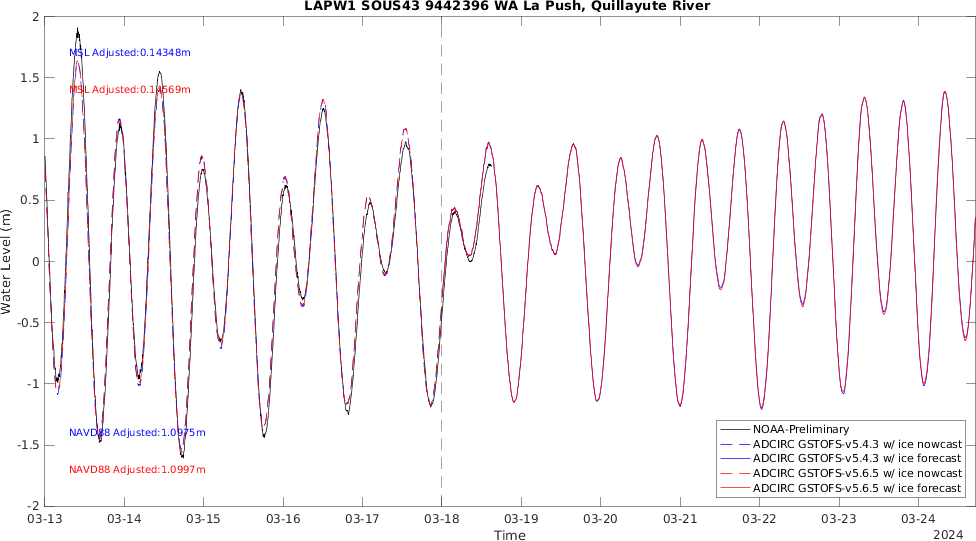 LAPW1 SOUS43 9442396 WA La Push, Quillayute River
2
1.5
1
0.5
0
-0.5
-1
-1.5
-2
Water Level (m)
MSL Adjusted:0.14348m
MSL Adjusted:0.14569m
NAVD88 Adjusted:1.0975m
NAVD88 Adjusted:1.0997m
NOAA-Preliminary
ADCIRC GSTOFS-v5.4.3 w/ ice nowcast
ADCIRC GSTOFS-v5.4.3 w/ ice forecast
ADCIRC GSTOFS-v5.6.5 w/ ice nowcast
ADCIRC GSTOFS-v5.6.5 w/ ice forecast
03-13 03-14 03-15 03-16 03-17 03-18 03-19 03-20 03-21 03-22 03-23 03-24
Time
2024